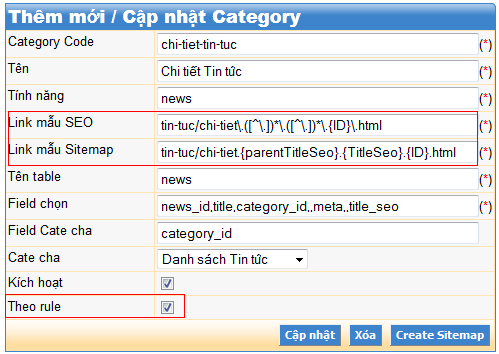 Thêm mới / Cập nhật Category
Category Code chi-tiet-tin-tuc (*)
Tên Chi tiết Tin tức (*)
Tính năng news (*)
Link mẫu SEO tin-tuc/chi-tiet\.([^\.])*\.([^\.])*\.{ID}\.html (*)
Link mẫu Sitemap tin-tuc/chi-tiet.{parentTitleSeo}.{TitleSeo}.{ID}.html (*)
Tên table news (*)
Field chọn news_id,title,category_id,,meta,,title_seo (*)
Field Cate cha category_id
Cate cha Danh sách Tin tức
Kích hoạt
Theo rule
Cập nhật Xóa Create Sitemap